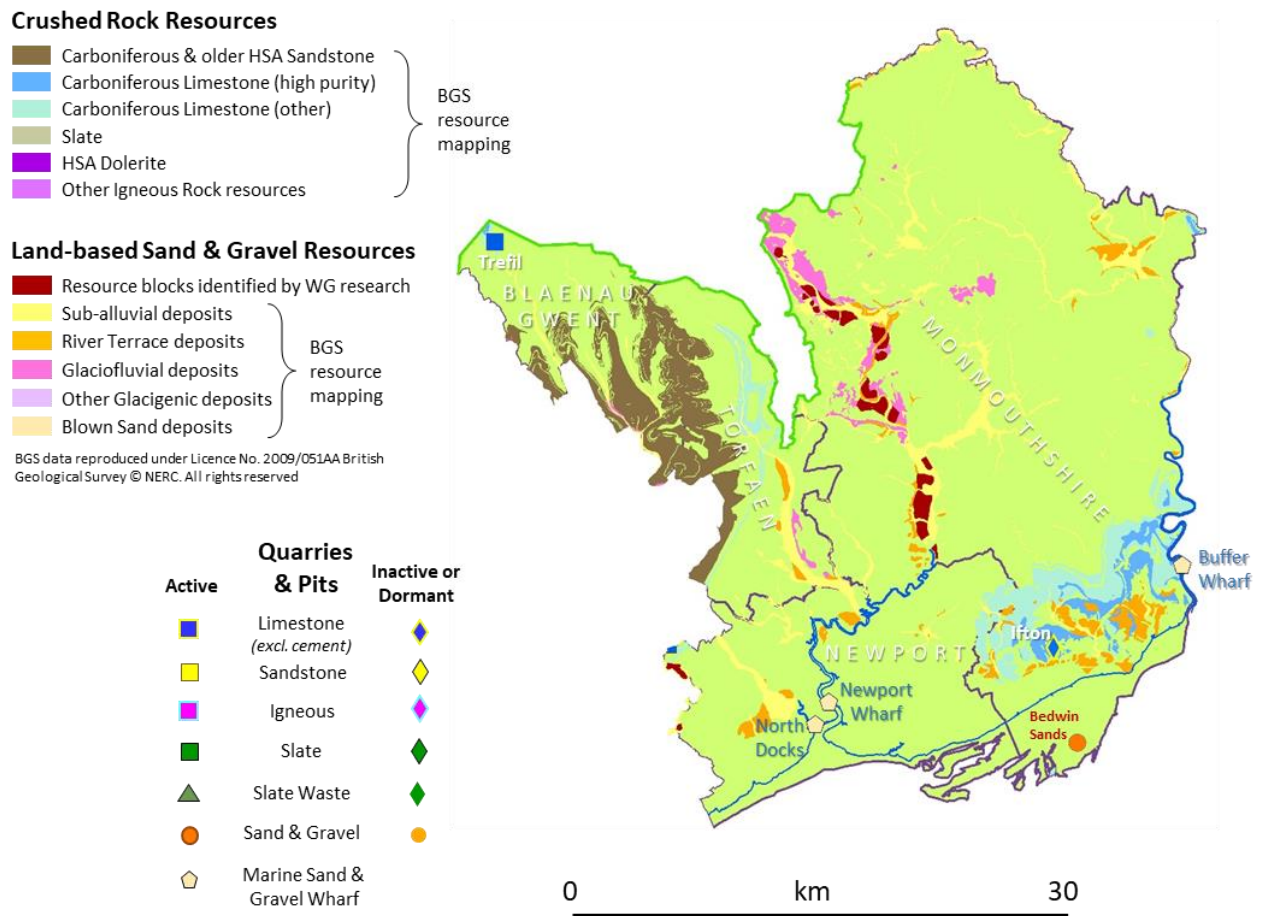 Crushed Rock Resources
Carboniferous & older HSA Sandstone
Carboniferous Limestone (high purity)
Carboniferous Limestone (other)
Slate
HSA Dolerite
Other Igneous Rock resources
BGS
resource
mapping
Land-based Sand & Gravel Resources
Resource blocks identified by WG research
Sub-alluvial deposits
River Terrace deposits
Glaciofluvial deposits
Other Glacigenic deposits
Blown Sand deposits
BGS
resource
mapping
BGS data reproduced under Licence No. 2009/051AA British
Geological Survey © NERC. All rights reserved
Quarries
& Pits
Active
Inactive or
Dormant
Limestone
(excl. cement)
Sandstone
Igneous
Slate
Slate Waste
Sand & Gravel
Marine Sand &
Gravel Wharf
Trefil
BLAENAU
GWENT
TORFAEN
MONMOUTHSHIRE
NEWPORT
Ifton
Buffer
Wharf
Newport
Wharf
North
Docks
Bedwin
Sands
0 km 30